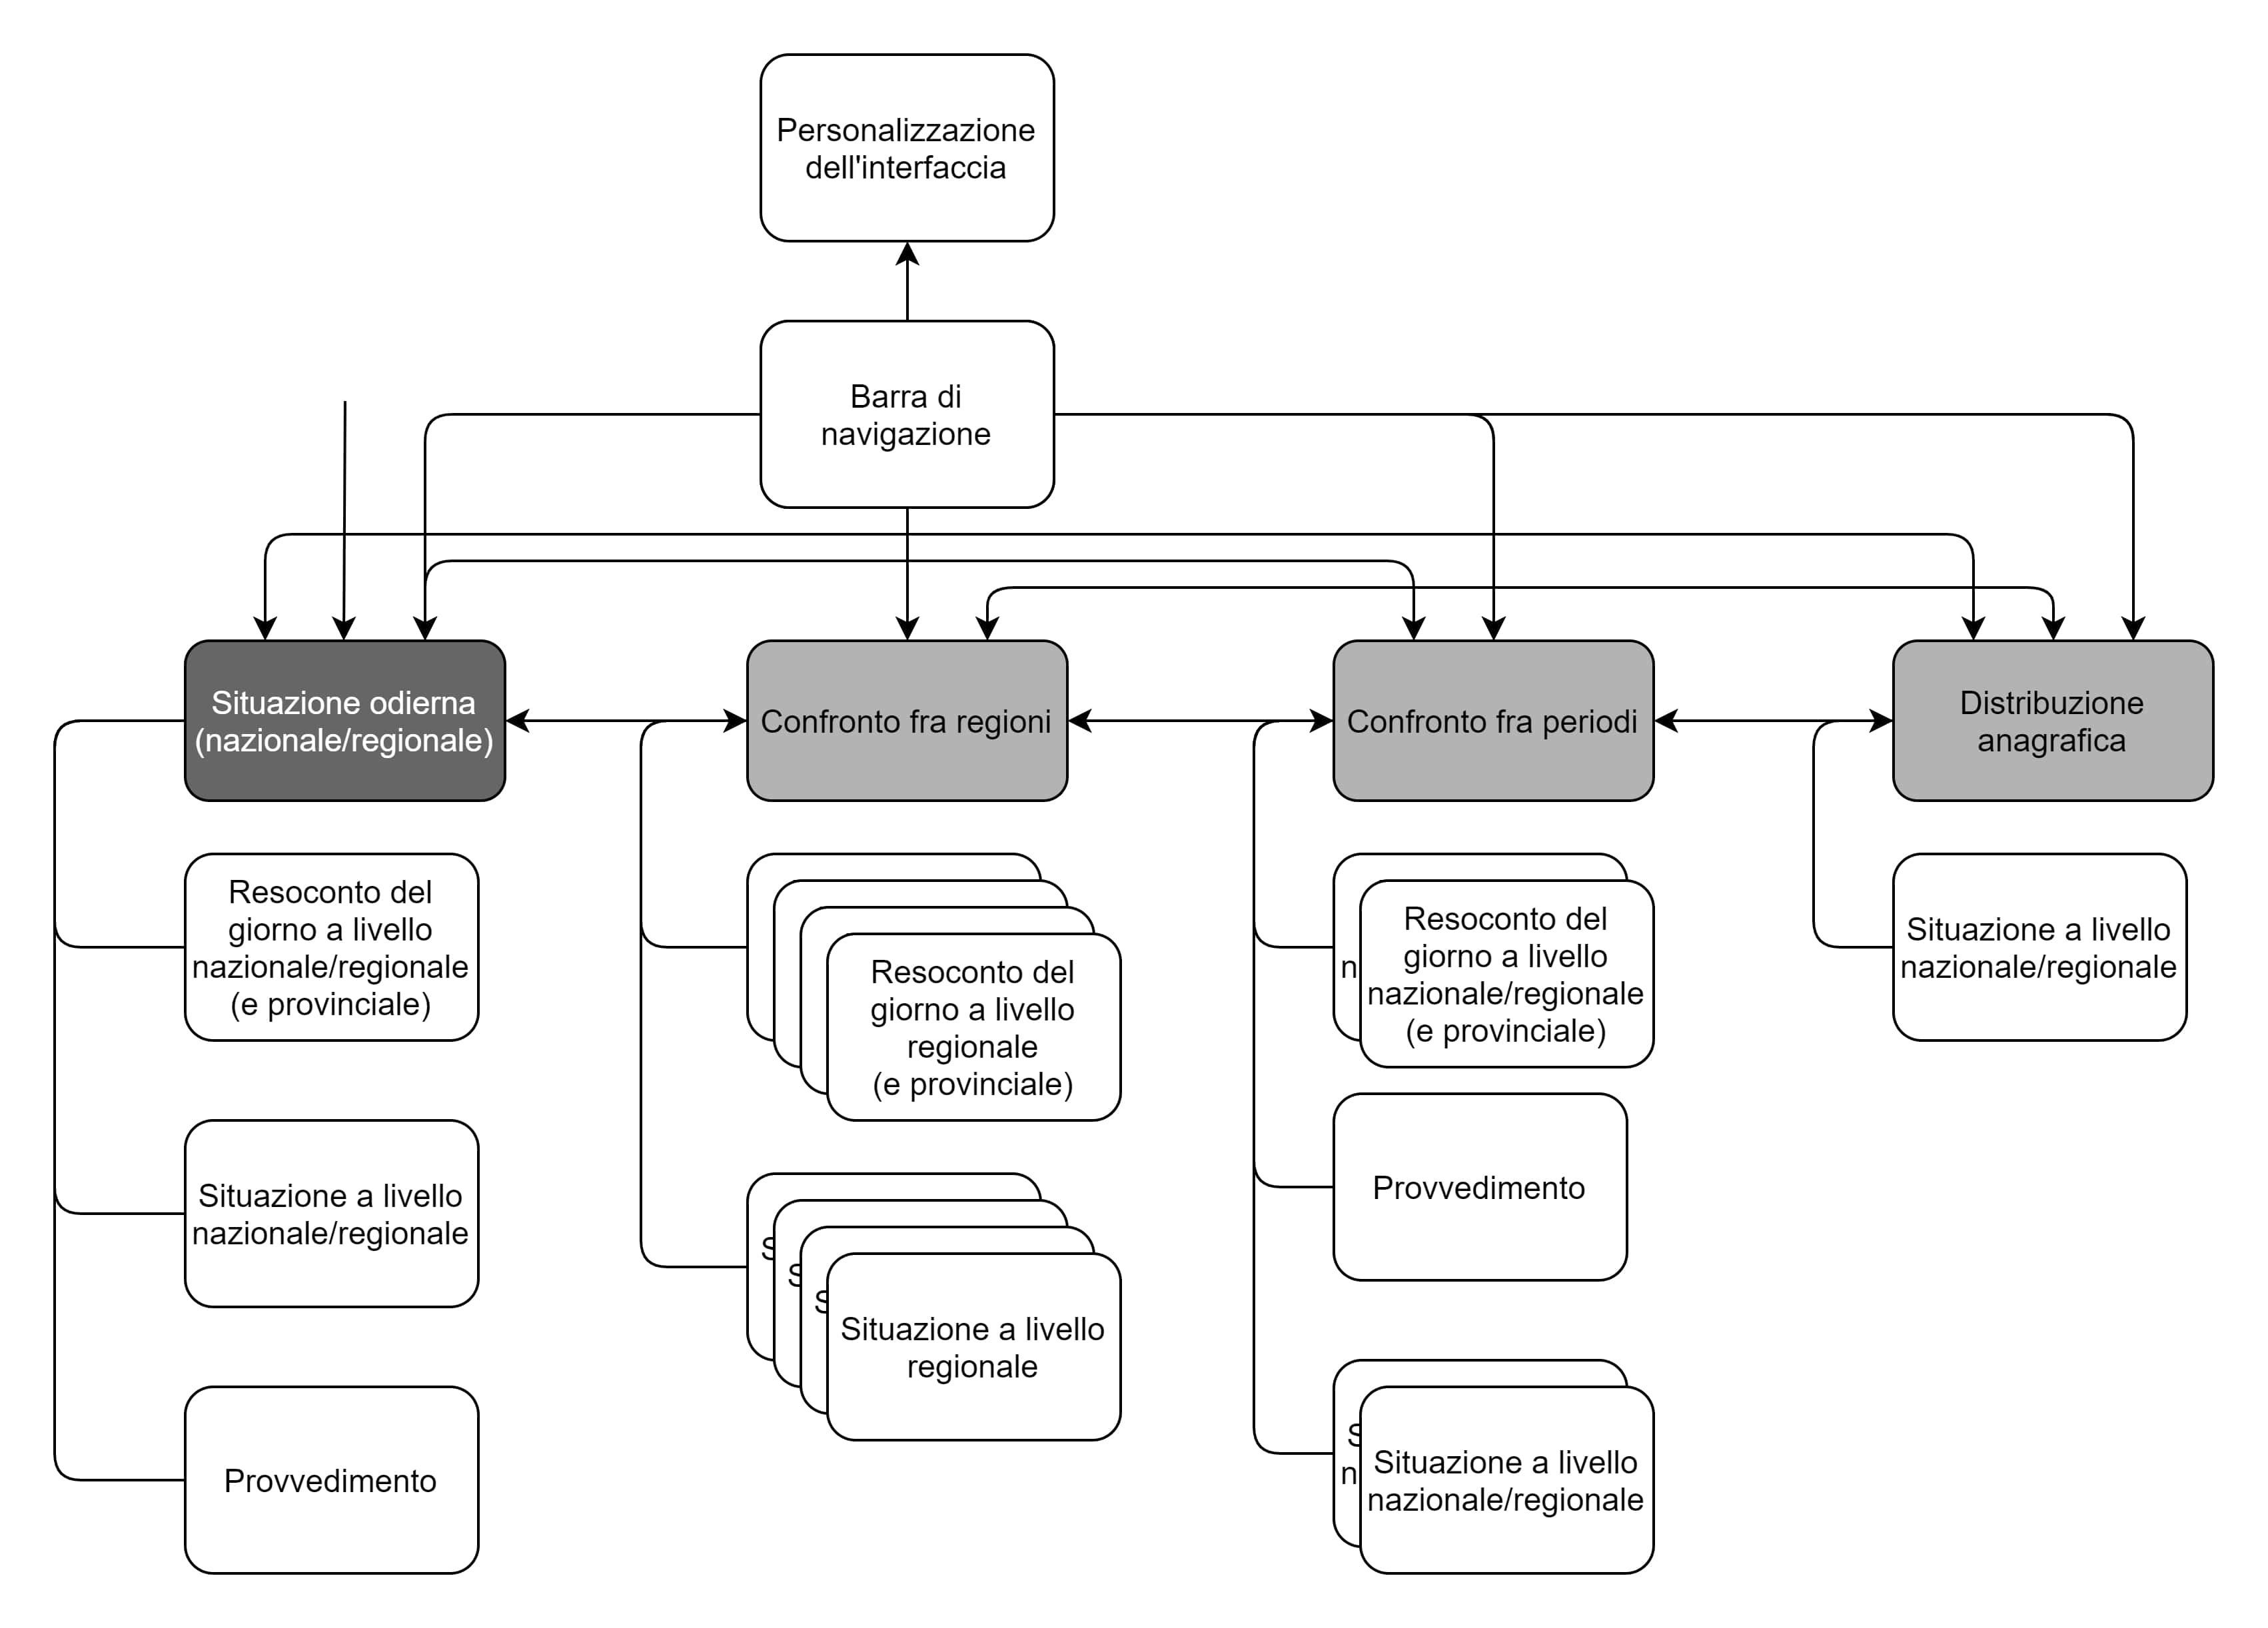 Personalizzazione
dell'interfaccia
Barra di
navigazione
Situazione odierna
(nazionale/regionale)
Confronto fra regioni
Confronto fra periodi
Distribuzione
anagrafica
Resoconto del
giorno a livello
nazionale/regionale
(e provinciale)
Situazione a livello
nazionale/regionale
Provvedimento
Resoconto del
giorno a livello
regionale
(e provinciale)
S
S
S
Situazione a livello
regionale
n
Resoconto del
giorno a livello
nazionale/regionale
(e provinciale)
Provvedimento
S
n
Situazione a livello
nazionale/regionale
Situazione a livello
nazionale/regionale